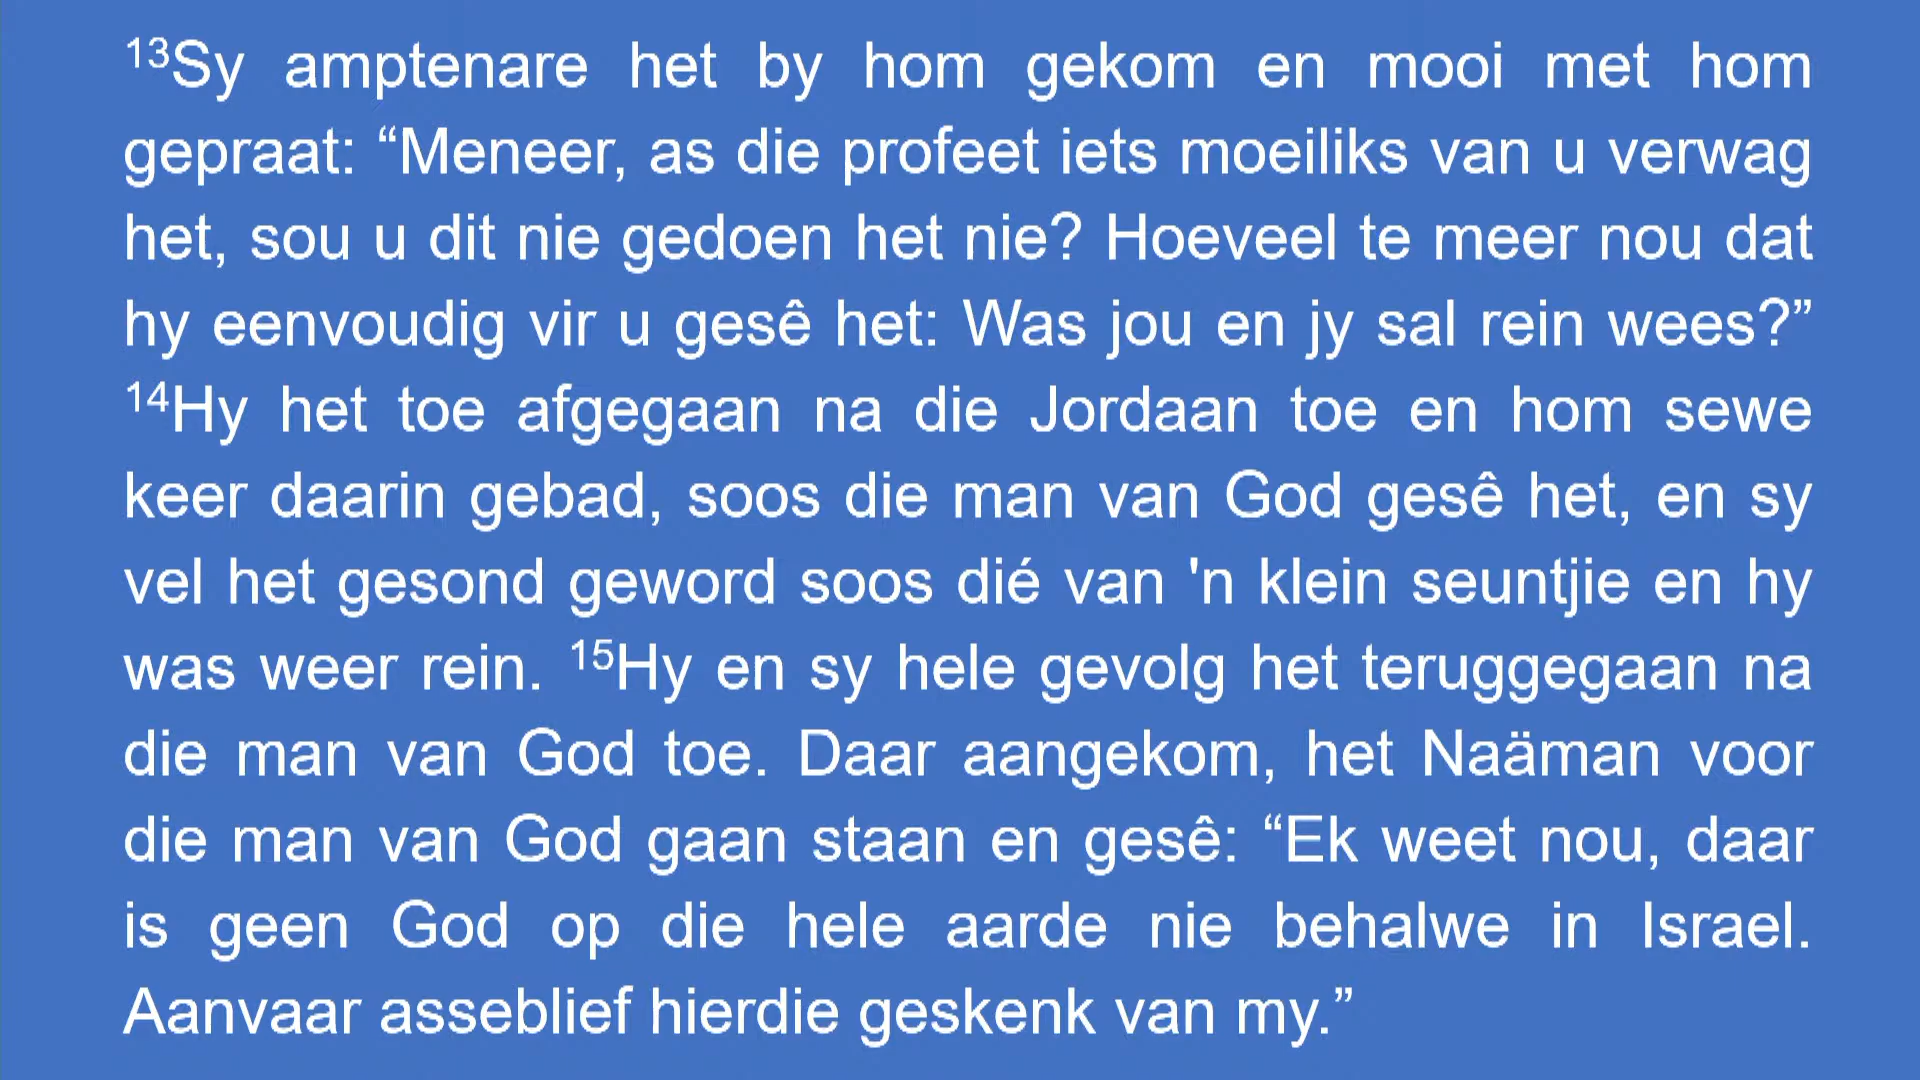 ¹³Sy amptenare het by hom gekom en mooi met hom
gepraat: “Meneer, as die profeet iets moeiliks van u verwag
het, sou u dit nie gedoen het nie? Hoeveel te meer nou dat
hy eenvoudig vir u gesê het: Was jou en jy sal rein wees?”
¹⁴Hy het toe afgegaan na die Jordaan toe en hom sewe
keer daarin gebad, soos die man van God gesê het, en sy
vel het gesond geword soos dié van 'n klein seuntjie en hy
was weer rein. ¹⁵Hy en sy hele gevolg het teruggegaan na
die man van God toe. Daar aangekom, het Naäman voor
die man van God gaan staan en gesê: “Ek weet nou, daar
is geen God op die hele aarde nie behalwe in Israel.
Aanvaar asseblief hierdie geskenk van my.”